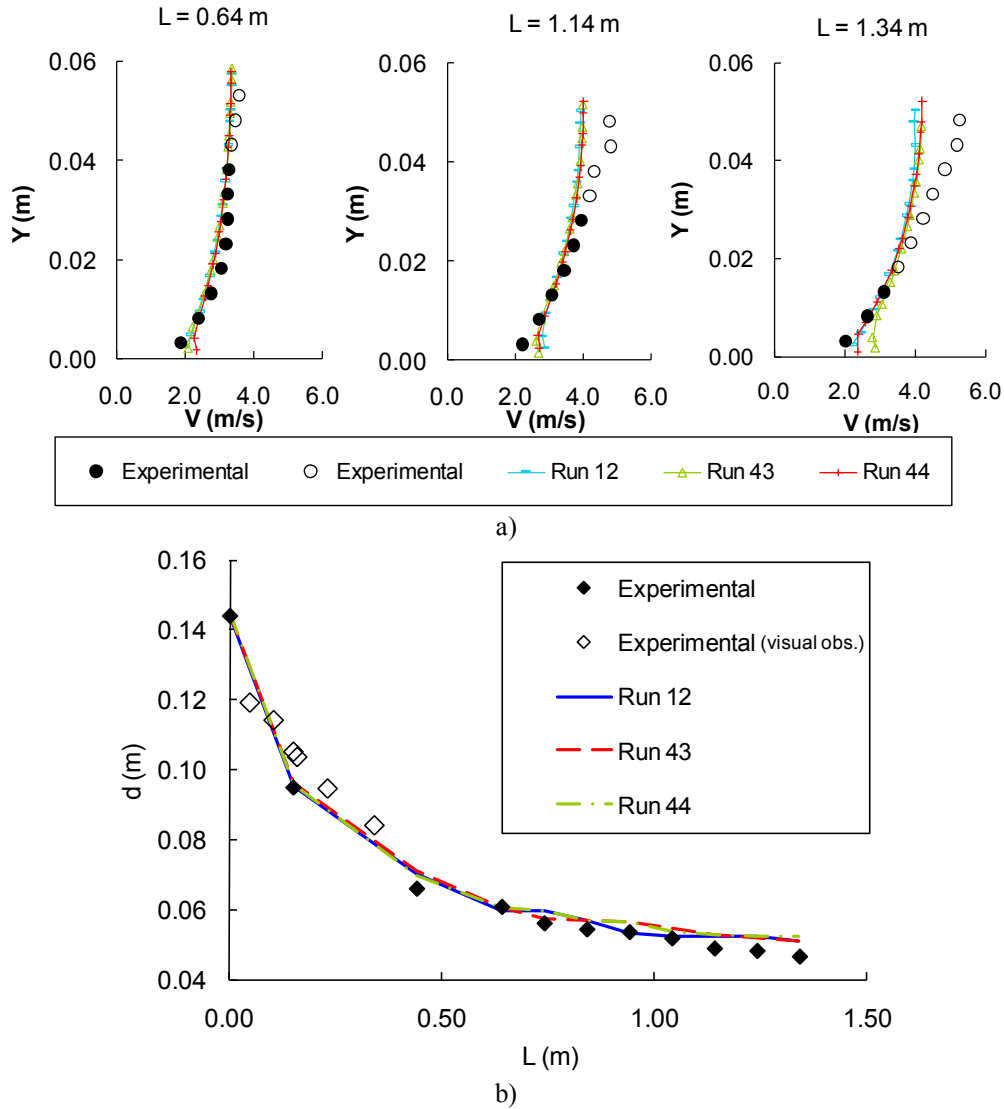 L = 0.64 m
L = 1.14 m
L = 1.34 m
0.06
0.04
0.02
0.00
Y (m)
0.0 2.0 4.0 6.0
V (m/s)
0.06
0.04
0.02
0.00
Y (m)
0.0 2.0 4.0 6.0
V (m/s)
0.06
0.04
0.02
0.00
Y (m)
0.0 2.0 4.0 6.0
V (m/s)
Experimental Experimental Run 12 Run 43 Run 44
a)
0.16
0.14
0.12
0.10
0.08
0.06
0.04
d (m)
0.00 0.50 1.00 1.50
L (m)
Experimental
Experimental (visual obs.)
Run 12
Run 43
Run 44
b)